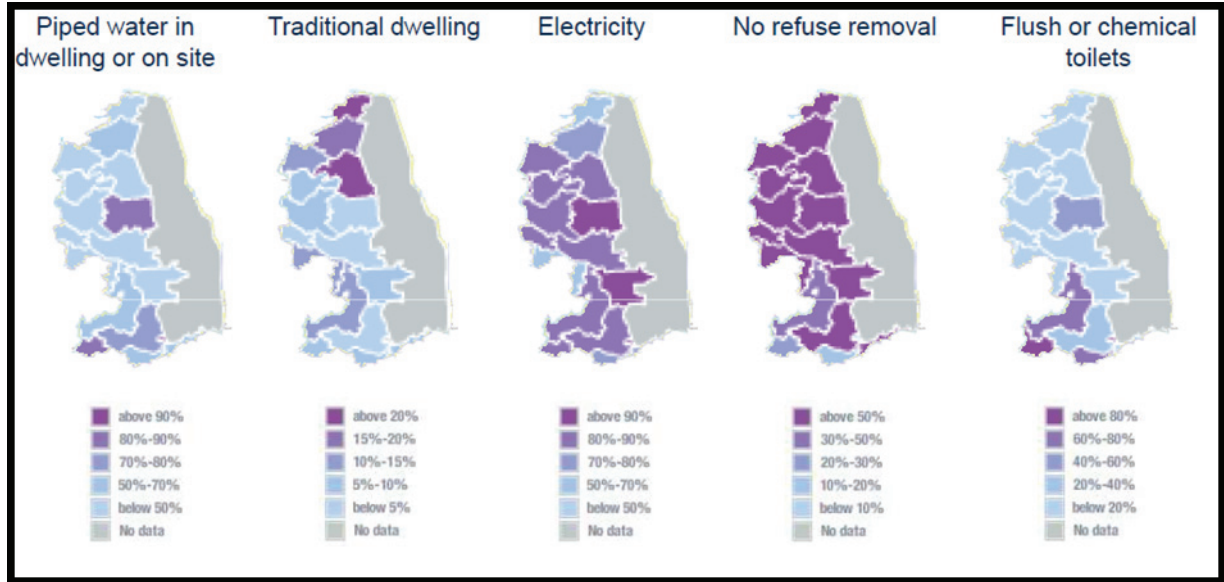 Piped water in
dwelling or on site
Traditional dwelling
Electricity
No refuse removal
Flush or chemical
toilets
above 90%
80%-90%
70%-80%
50%-70%
below 50%
No data
above 20%
15%-20%
10%-15%
5%-10%
below 5%
No data
above 90%
80%-90%
70%-80%
50%-70%
below 50%
No data
above 50%
30%-50%
20%-30%
10%-20%
below 10%
No data
above 80%
60%-80%
40%-60%
20%-40%
below 20%
No data